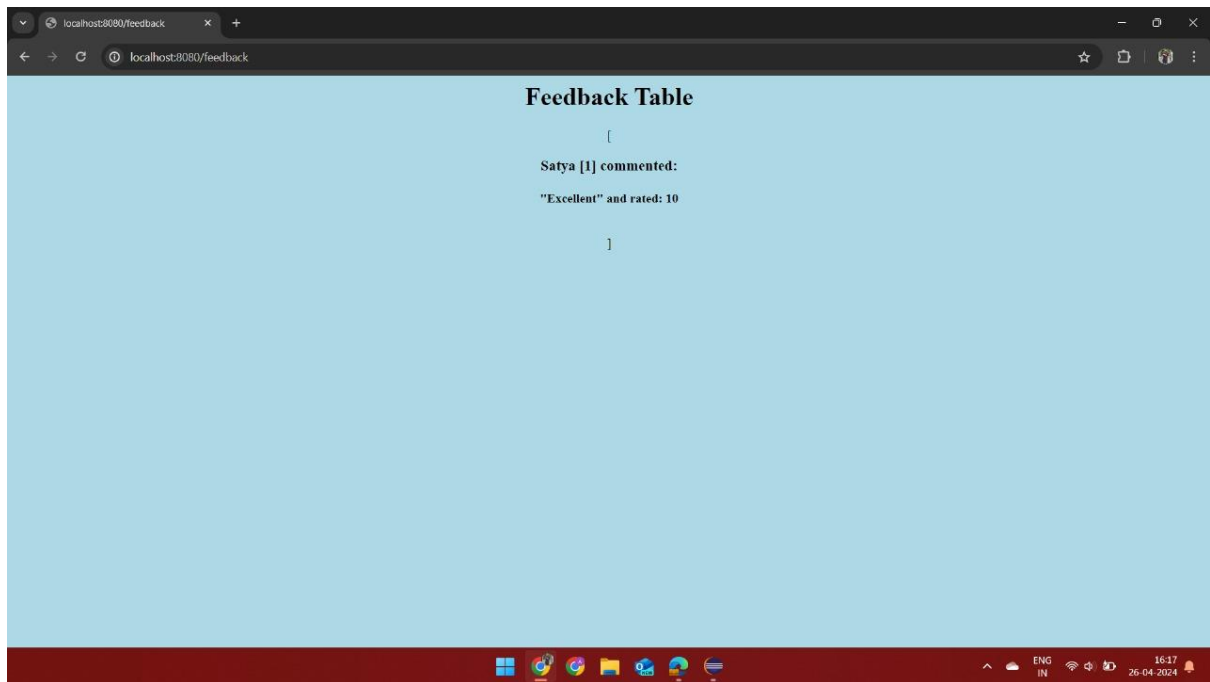 localhost:8080/feedback
localhost:8080/feedback
Feedback Table
[
Satya [1] commented:
"Excellent" and rated: 10
]
ENG
IN
16:17
26-04-2024